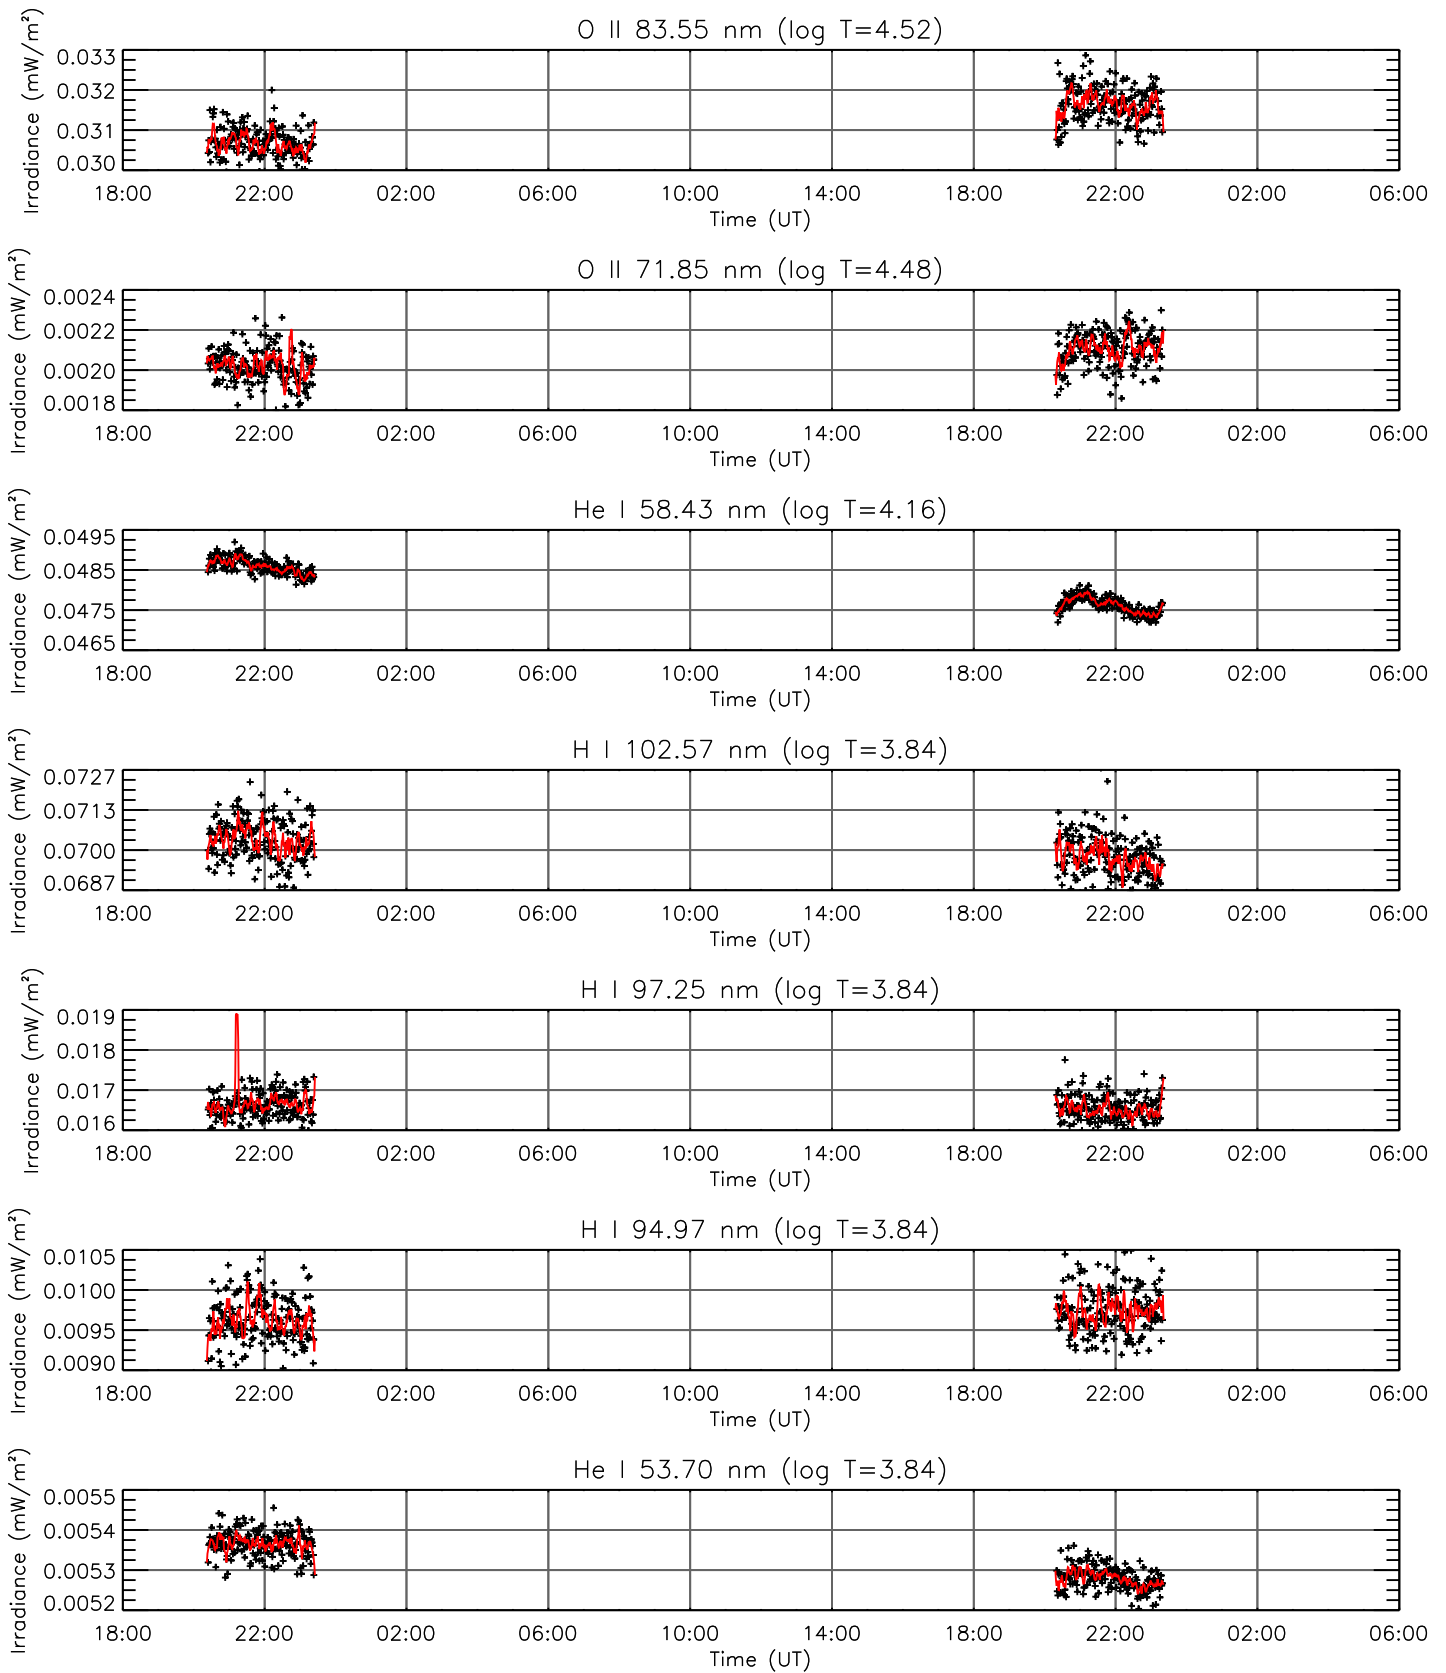 O II 83.55 nm (log T=4.52)
Irradiance (mW/m²)
0.033
0.032
0.031
0.030
18:00 22:00 02:00 06:00 10:00 14:00 18:00 22:00 02:00 06:00
Time (UT)
O II 71.85 nm (log T=4.48)
Irradiance (mW/m²)
0.0024
0.0022
0.0020
0.0018
18:00 22:00 02:00 06:00 10:00 14:00 18:00 22:00 02:00 06:00
Time (UT)
He I 58.43 nm (log T=4.16)
Irradiance (mW/m²)
0.0495
0.0485
0.0475
0.0465
18:00 22:00 02:00 06:00 10:00 14:00 18:00 22:00 02:00 06:00
Time (UT)
H I 102.57 nm (log T=3.84)
Irradiance (mW/m²)
0.0727
0.0713
0.0700
0.0687
18:00 22:00 02:00 06:00 10:00 14:00 18:00 22:00 02:00 06:00
Time (UT)
H I 97.25 nm (log T=3.84)
Irradiance (mW/m²)
0.019
0.018
0.017
0.016
18:00 22:00 02:00 06:00 10:00 14:00 18:00 22:00 02:00 06:00
Time (UT)
H I 94.97 nm (log T=3.84)
Irradiance (mW/m²)
0.0105
0.0100
0.0095
0.0090
18:00 22:00 02:00 06:00 10:00 14:00 18:00 22:00 02:00 06:00
Time (UT)
He I 53.70 nm (log T=3.84)
Irradiance (mW/m²)
0.0055
0.0054
0.0053
0.0052
18:00 22:00 02:00 06:00 10:00 14:00 18:00 22:00 02:00 06:00
Time (UT)